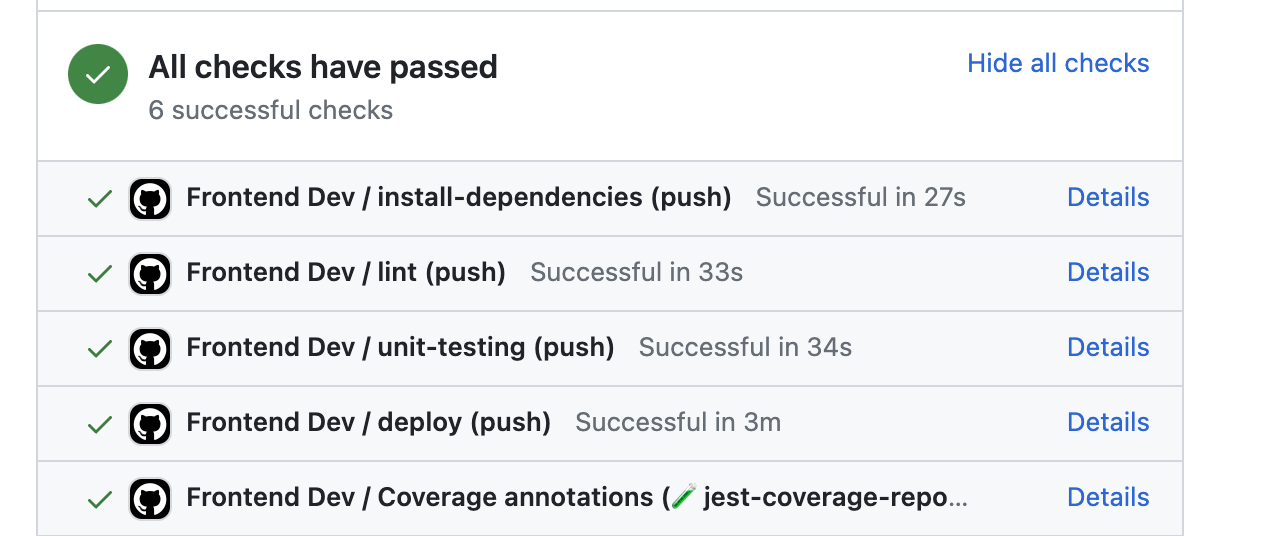 All checks have passed
Hide all checks
6 successful checks
Frontend Dev / install-dependencies (push) Successful in 27s Details
Frontend Dev / lint (push) Successful in 33s Details
Frontend Dev / unit-testing (push) Successful in 34s Details
Frontend Dev / deploy (push) Successful in 3m Details
Frontend Dev / Coverage annotations (🧪 jest-coverage-repo... Details